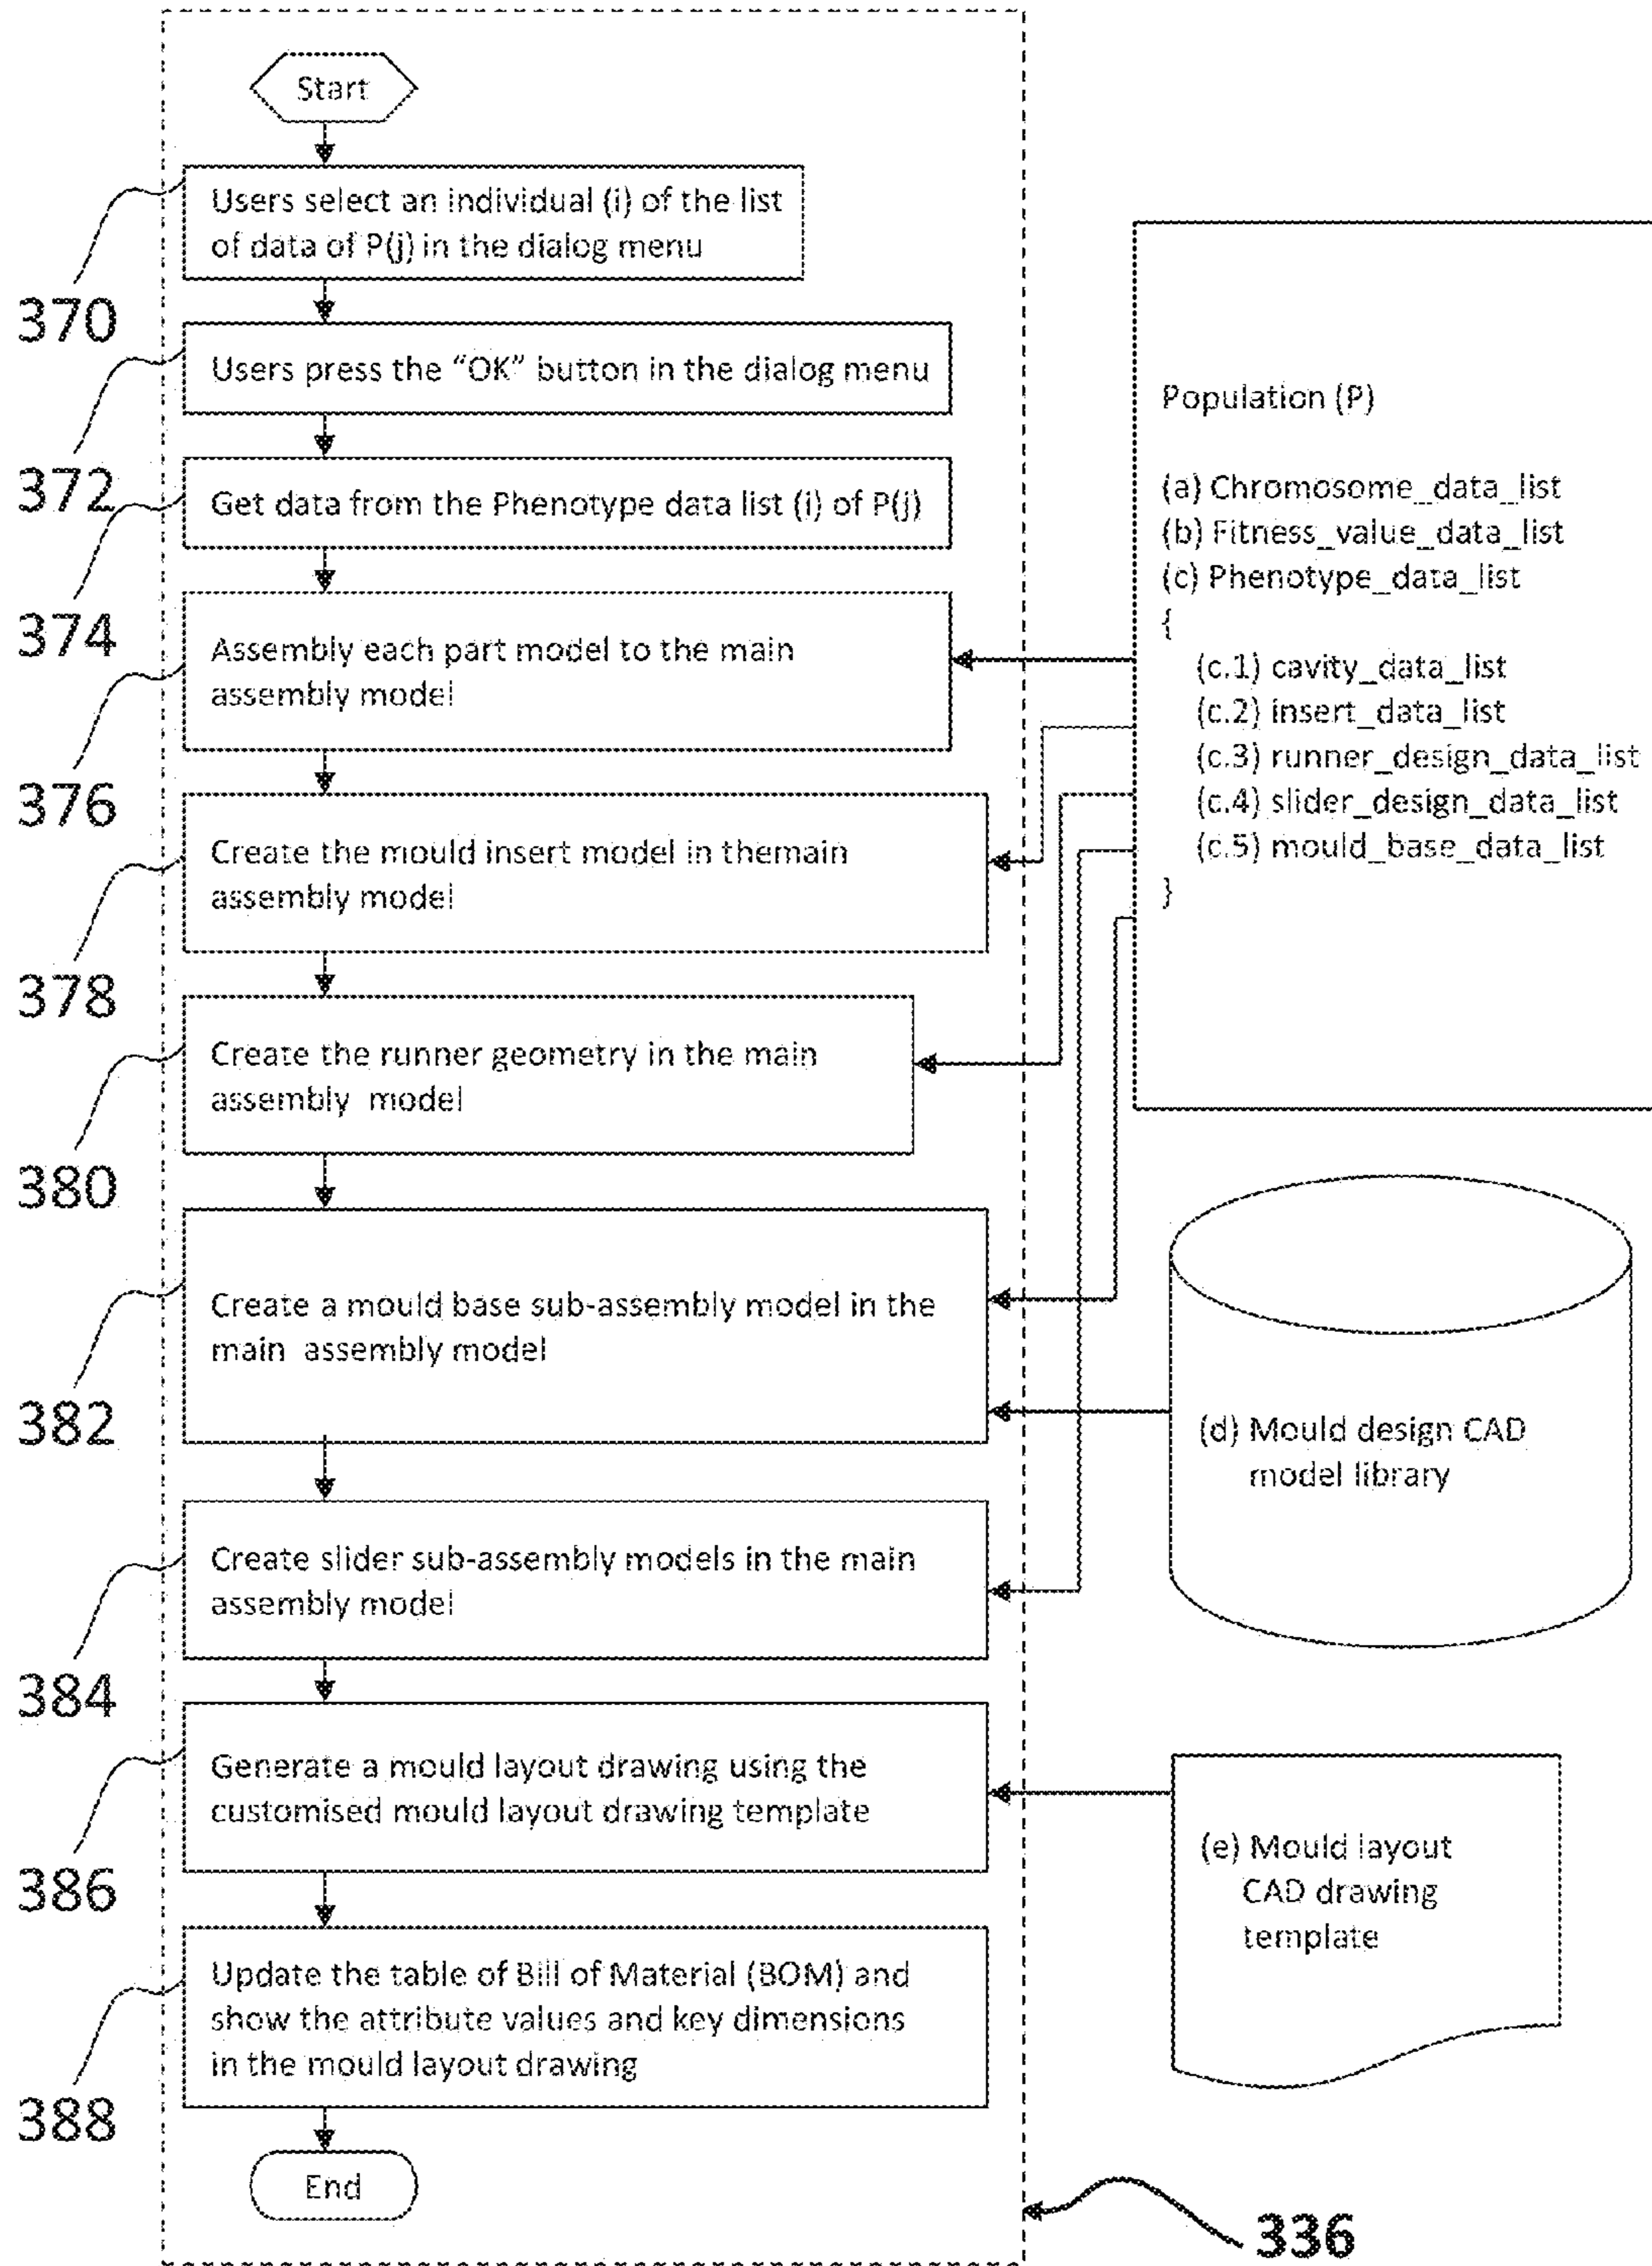 Start
Users select an individual (i) of the list
of data of P(j) in the dialog menu
370
Users press the “OK” button in the dialog menu
372
Get data from the Phenotype data list (i) of P(j)
374
Assembly each part model to the main
assembly model
376
Create the mould insert model in themain
assembly model
378
Create the runner geometry in the main
assembly model
380
Create a mould base sub-assembly model in the
main assembly model
382
Create slider sub-assembly models in the main
assembly model
384
Generate a mould layout drawing using the
customised mould layout drawing template
386
Update the table of Bill of Material (BOM) and
show the attribute values and key dimensions
in the mould layout drawing
388
End
Population (P)
(a) Chromosome_data_list
(b) Fitness_value_data_list
(c) Phenotype_data_list
{
(c.1) cavity_data_list
(c.2) insert_data_list
(c.3) runner_design_data_list
(c.4) slider_design_data_list
(c.5) mould_base_data_list
}
(d) Mould design CAD
model library
(e) Mould layout
CAD drawing
template
336